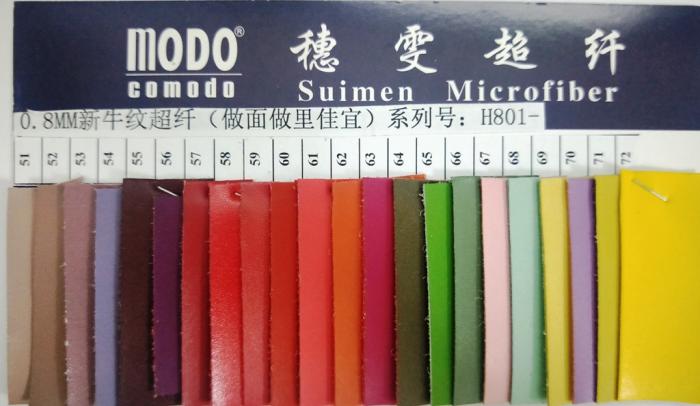 MODO® 穗雯超纤
comodo Suimen Microfiber
0.8MM新牛纹超纤（做面做里佳宜）系列号：H801-
51 52 53 54 55 56 57 58 59 60 61 62 63 64 65 66 67 68 69 70 71 72